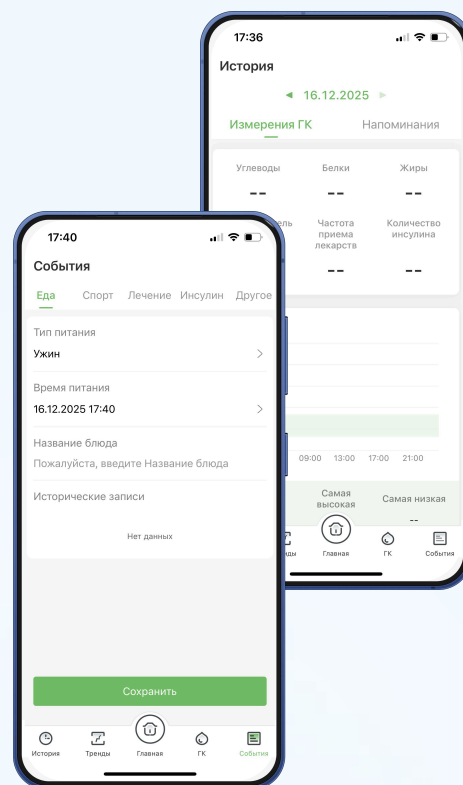 17:36
История
16.12.2025
Измерения ГК
Напоминания
Углеводы
Белки
Жиры
-- -- --
Частота
приема
лекарств
Количество
инсулина
-- --
09:00 13:00 17:00 21:00
Самая
высокая
Самая низкая
--
Главная
ГК
События
17:40
События
Еда Спорт Лечение Инсулин Другое
Тип питания
Ужин
Время питания
16.12.2025 17:40
Название блюда
Пожалуйста, введите Название блюда
Исторические записи
Нет данных
Сохранить
История Тренды Главная ГК События